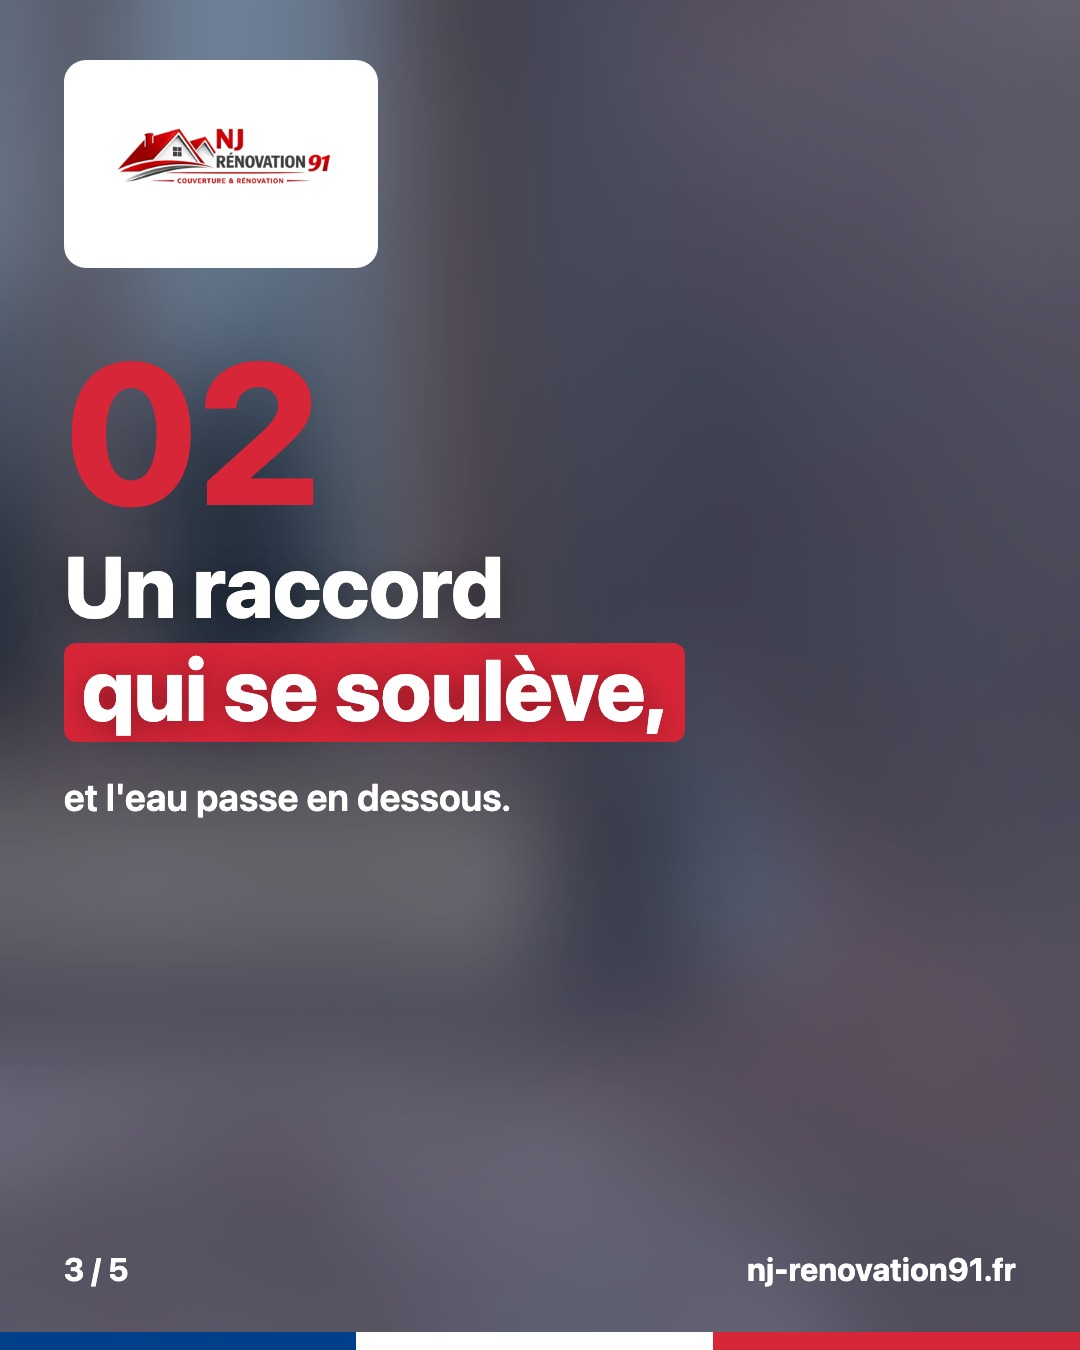 NJ
RÉNOVATION 91
COUVERTURE & RÉNOVATION
02
Un raccord
qui se soulève,
et l'eau passe en dessous.
3 / 5
nj-renovation91.fr